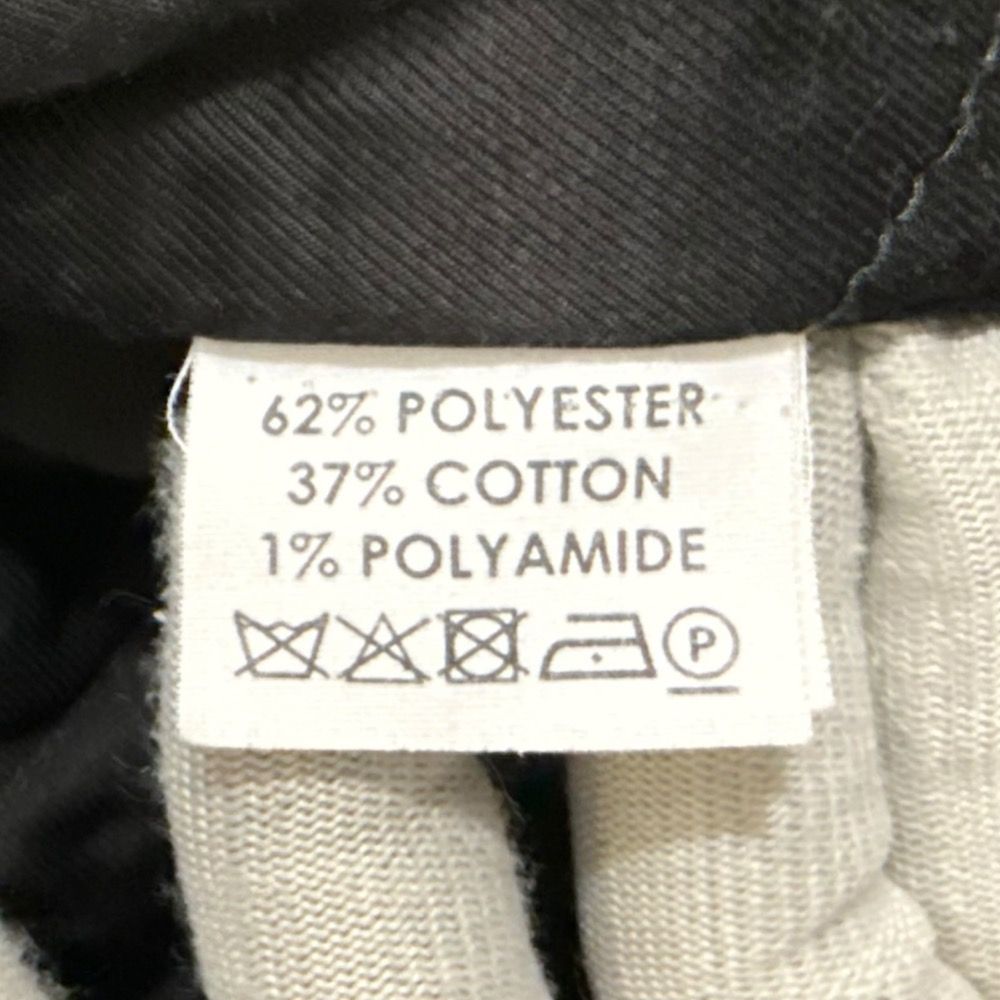 62% POLYESTER
37% COTTON
1% POLYAMIDE
P